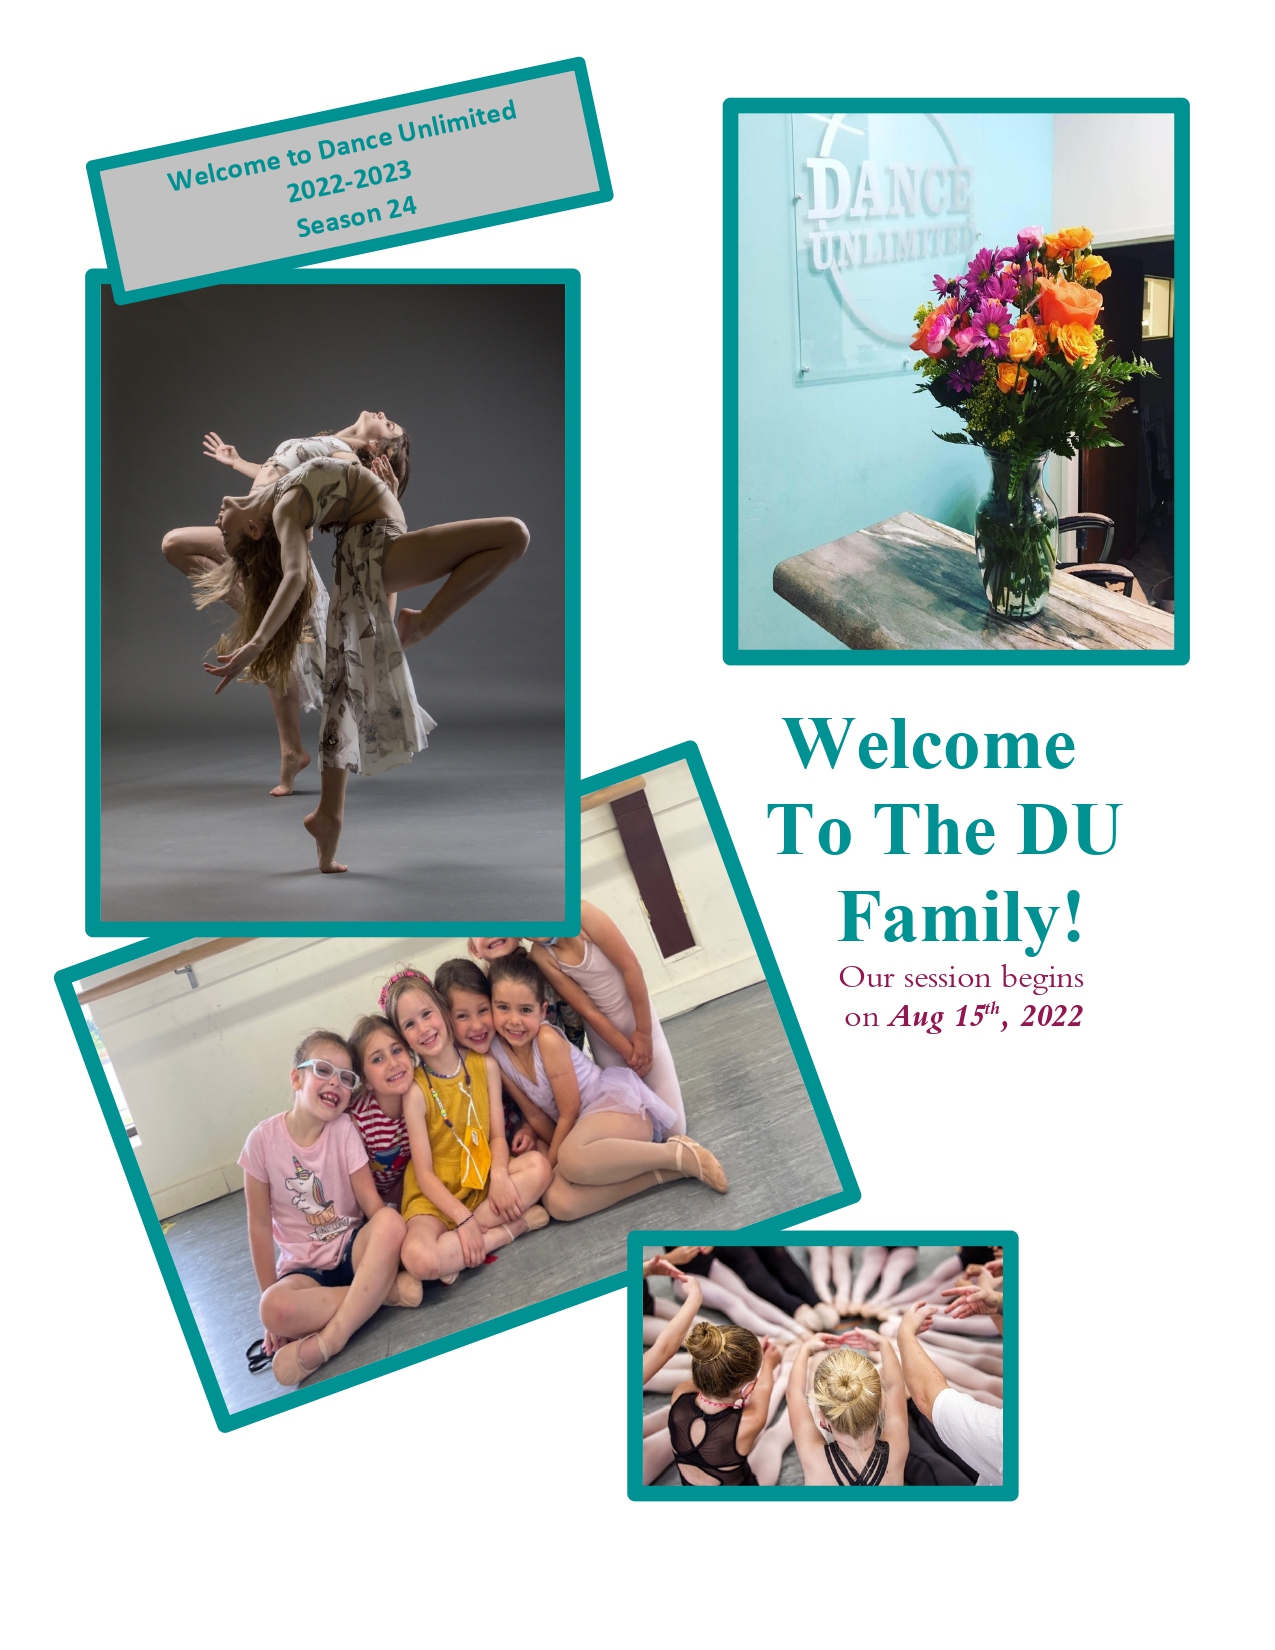 Welcome to Dance Unlimited
2022-2023
Season 24
DANCE
UNLIMITED
Welcome
To The DU
Family!
Our session begins
on Aug 15th, 2022